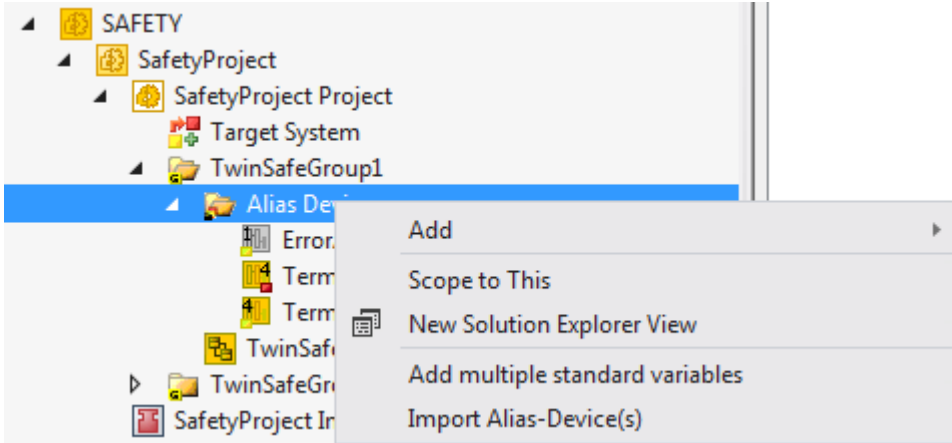 SAFETY
SafetyProject
SafetyProject Project
Target System
TwinSafeGroup1
Alias
Add
Scope to This
New Solution Explorer View
Add multiple standard variables
Import Alias-Device(s)